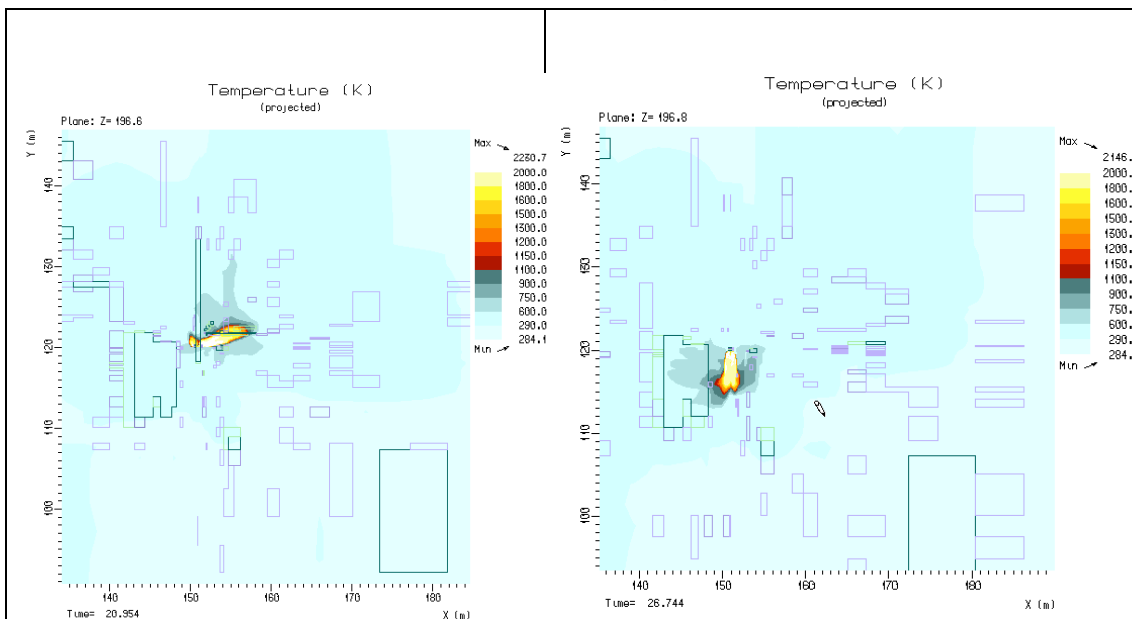 Temperature (K)
(projected)
Plane: Z= 196.6
Y (m)
140
130
120
110
100
140
150
160
170
180
X (m)
Time= 20.954
Max
2230.7
2000.0
1800.0
1600.0
1500.0
1300.0
1150.0
1100.0
900.0
750.0
600.0
290.0
284.1
Min
Temperature (K)
(projected)
Plane: Z= 196.8
Y (m)
140
130
120
110
100
140
150
160
170
180
X (m)
Time= 26.744
Max
2146.
2000.
1800.
1600.
1500.
1300.
1150.
1100.
900.
750.
600.
290.
284.
Min